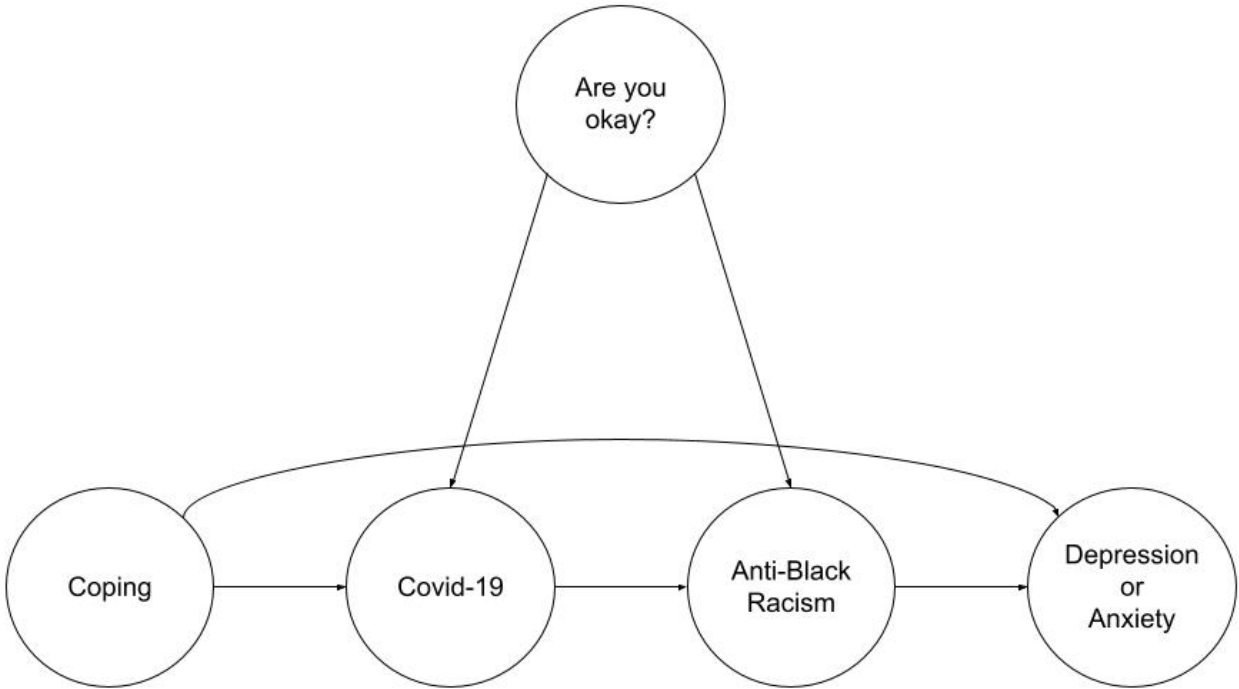 Are you
okay?
Coping
Covid-19
Anti-Black
Racism
Depression
or
Anxiety